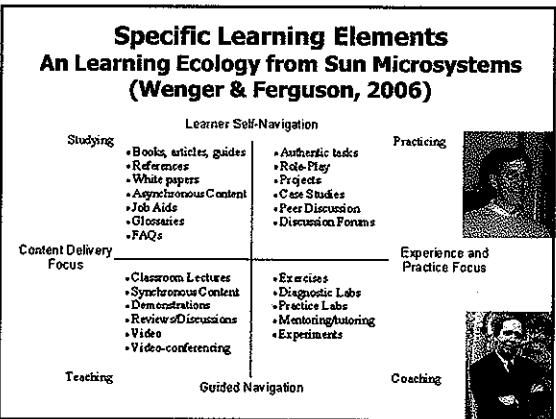 Specific Learning Elements
An Learning Ecology from Sun Microsystems
(Wenger & Ferguson, 2006)
Learner Self-Navigation
Studying
Practicing
• Books, articles, guides
• References
• White papers
• Asynchronous Content
• Job Aids
• Glossaries
• FAQs
• Authentic tasks
• Role-Play
• Projects
• Case Studies
• Peer Discussion
• Discussion Forums
Content Delivery
Focus
Experience and
Practice Focus
• Classroom Lectures
• Synchronous Content
• Demonstrations
• Reviews/Discussions
• Video
• Video-conferencing
• Exercises
• Diagnostic Labs
• Practice Labs
• Mentoring/tutoring
• Experiments
Teaching
Guided Navigation
Coaching